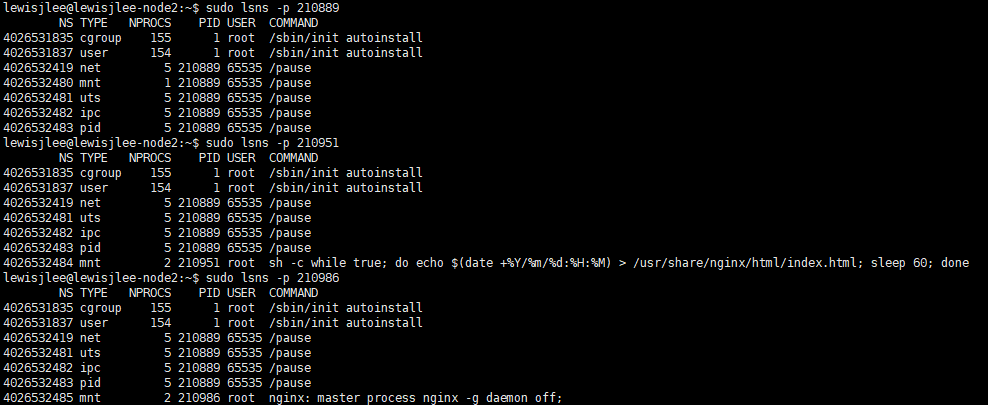 lewisjlee@lewisjlee-node2:~$ sudo lsns -p 210889
        NS TYPE   NPROCS    PID USER  COMMAND
4026531835 cgroup    155      1 root  /sbin/init autoinstall
4026531837 user      154      1 root  /sbin/init autoinstall
4026532419 net         5 210889 65535 /pause
4026532480 mnt         1 210889 65535 /pause
4026532481 uts         5 210889 65535 /pause
4026532482 ipc         5 210889 65535 /pause
4026532483 pid         5 210889 65535 /pause
lewisjlee@lewisjlee-node2:~$ sudo lsns -p 210951
        NS TYPE   NPROCS    PID USER  COMMAND
4026531835 cgroup    155      1 root  /sbin/init autoinstall
4026531837 user      154      1 root  /sbin/init autoinstall
4026532419 net         5 210889 65535 /pause
4026532481 uts         5 210889 65535 /pause
4026532482 ipc         5 210889 65535 /pause
4026532483 pid         5 210889 65535 /pause
4026532484 mnt         2 210951 root  sh -c while true; do echo $(date +%Y/%m/%d:%H:%M) > /usr/share/nginx/html/index.html; sleep 60; done
lewisjlee@lewisjlee-node2:~$ sudo lsns -p 210986
        NS TYPE   NPROCS    PID USER  COMMAND
4026531835 cgroup    155      1 root  /sbin/init autoinstall
4026531837 user      154      1 root  /sbin/init autoinstall
4026532419 net         5 210889 65535 /pause
4026532481 uts         5 210889 65535 /pause
4026532482 ipc         5 210889 65535 /pause
4026532483 pid         5 210889 65535 /pause
4026532485 mnt         2 210986 root  nginx: master process nginx -g daemon off;